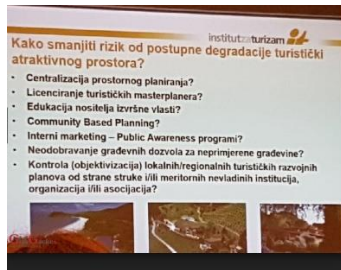 institutzaturizam
Kako smanjiti rizik od postupne degradacije turistički
atraktivnog prostora?
• Centralizacija prostornog planiranja?
• Licenciranje turističkih masterplanera?
• Edukacija nositelja izvršne vlasti?
• Community Based Planning?
• Interni marketing – Public Awareness programi?
• Neodobravanje građevnih dozvola za neprimjerene građevine?
• Kontrola (objektivizacija) lokalnih/regionalnih turističkih razvojnih
planova od strane struke i/ili meritornih nevladinih institucija,
organizacija i/ili asocijacija?